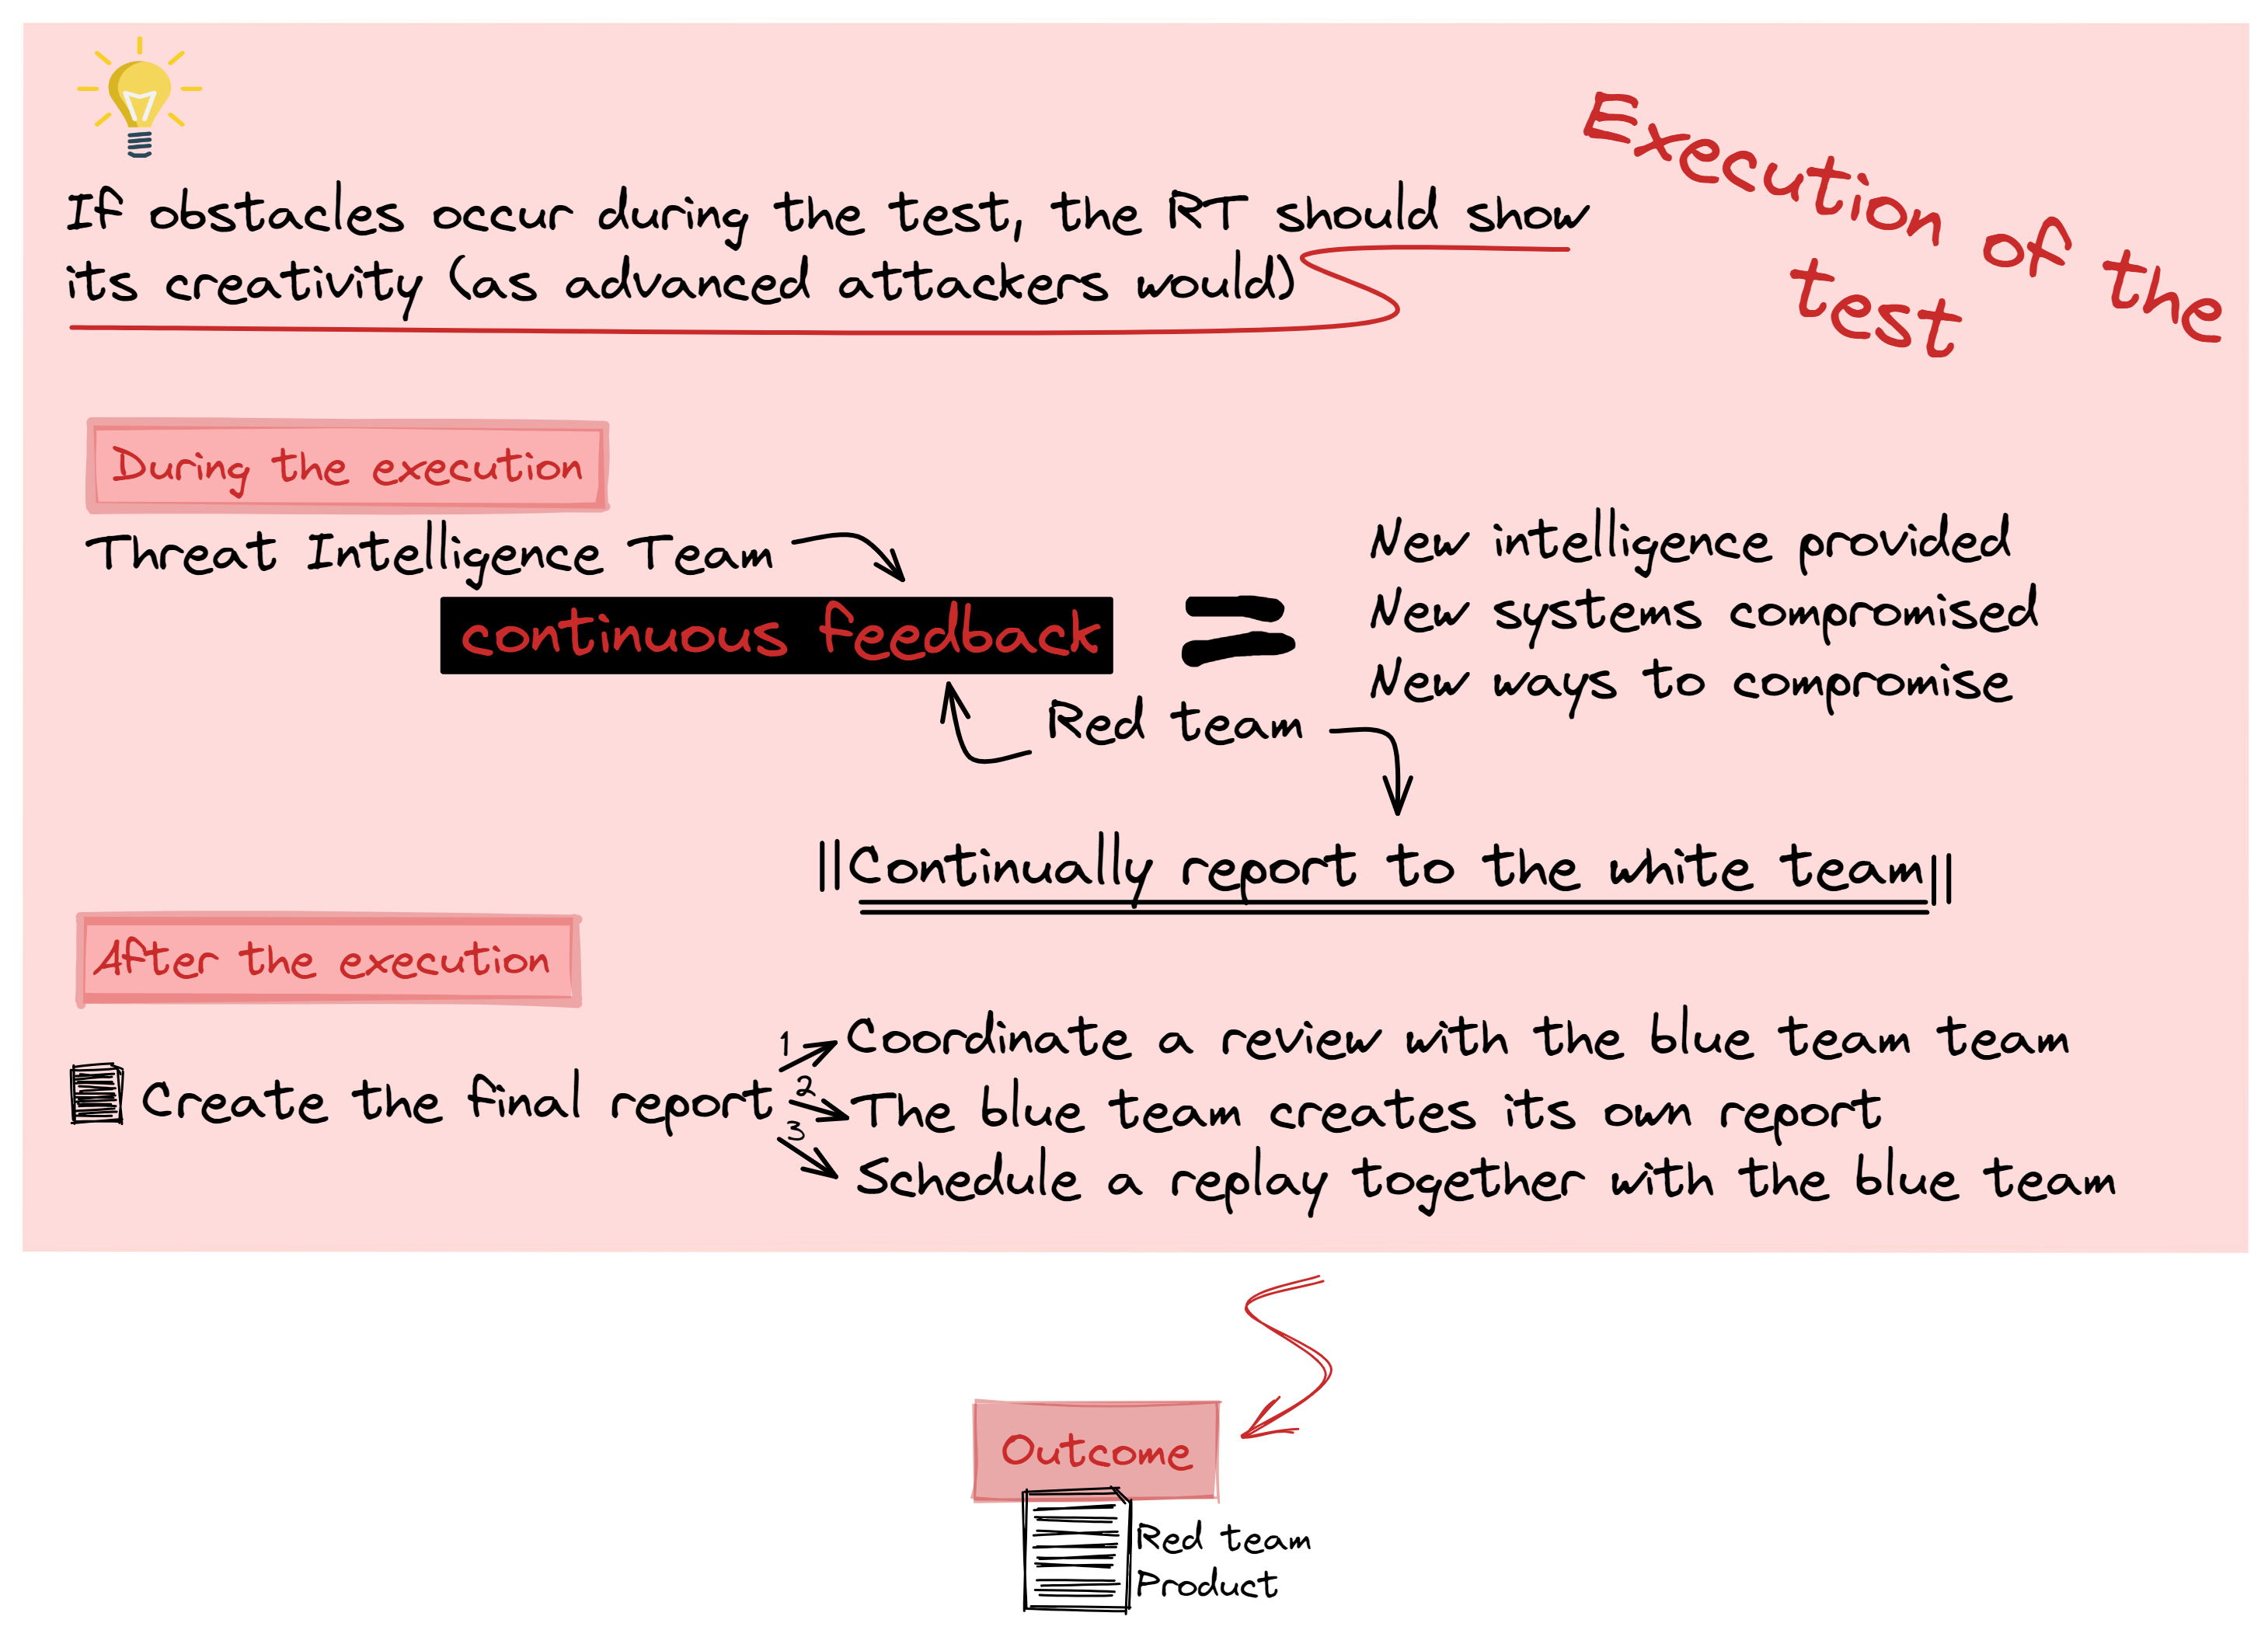 Execution of the
test
If obstacles occur during the test, the RT should show
its creativity (as advanced attackers would)
During the execution
Threat Intelligence Team
continuous feedback
=
New intelligence provided
New systems compromised
New ways to compromise
Red team
||Continually report to the white team||
After the execution
Create the final report
1
Coordinate a review with the blue team team
2
The blue team creates its own report
3
Schedule a replay together with the blue team
Outcome
Red team
Product